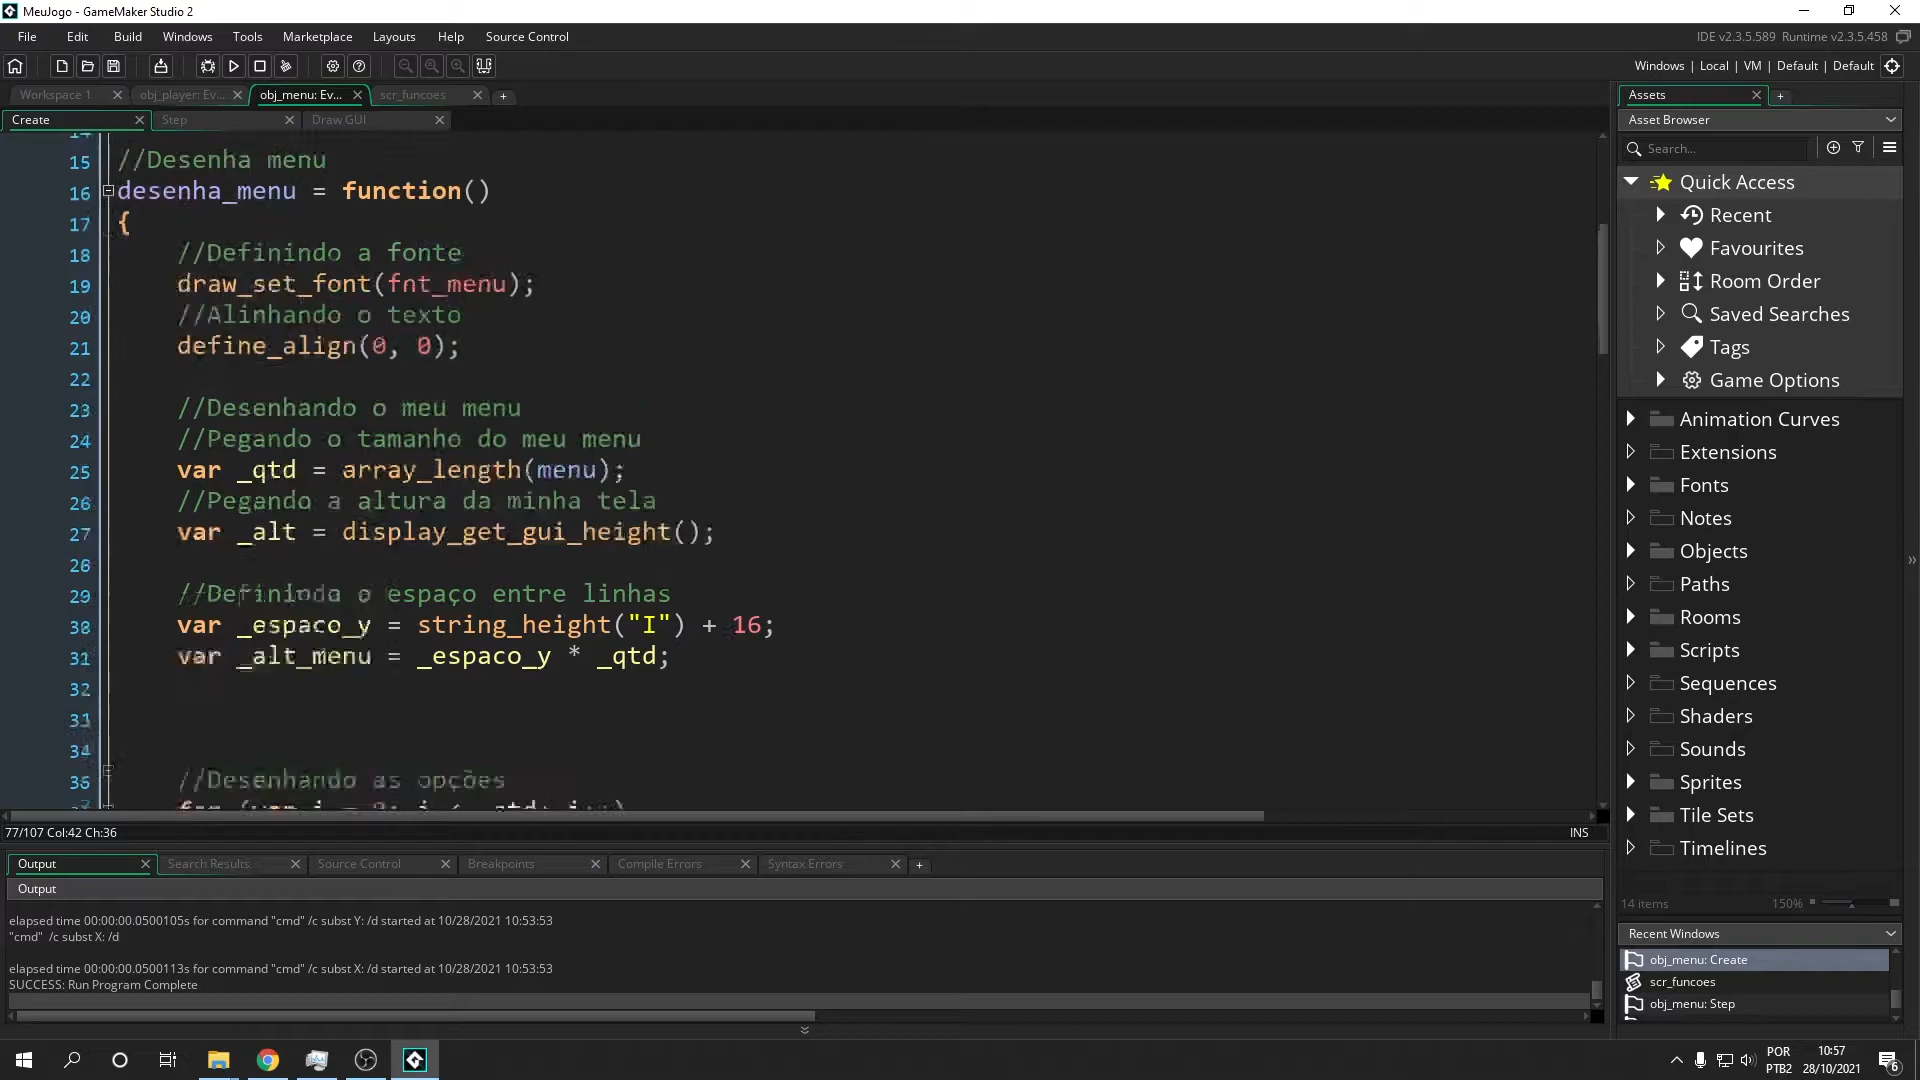 MeuJogo - GameMaker Studio 2
File Edit Build Windows Tools Marketplace Layouts Help Source Control
IDE v2.3.5.589 Runtime v2.3.5.458
Windows | Local | VM | Default | Default
Workspace 1 obj_player: Ev... obj_menu: Ev... scr_funcoes
Create Step Draw GUI
15 //Desenha menu
16 desenha_menu = function()
17 {
18 //Definindo a fonte
19 draw_set_font(fnt_menu);
20 //Alinhando o texto
21 define_align(0, 0);
22
23 //Desenhando o meu menu
24 //Pegando o tamanho do meu menu
25 var _qtd = array_length(menu);
26 //Pegando a altura da minha tela
27 var _alt = display_get_gui_height();
29 espaço entre linhas
var _espaco_y = string_height("I") + 16;
31 var _alt_menu = _espaco_y * _qtd;
32
34
//Desenhando as opções
77/107 Col:42 Ch:36
INS
Output Search Results Source Control Breakpoints Compile Errors Syntax Errors
Output
elapsed time 00:00:00.0500105s for command "cmd" /c subst Y: /d started at 10/28/2021 10:53:53
"cmd" /c subst X: /d
elapsed time 00:00:00.0500113s for command "cmd" /c subst X: /d started at 10/28/2021 10:53:53
SUCCESS: Run Program Complete
Assets
Asset Browser
Search...
Quick Access
Recent
Favourites
Room Order
Saved Searches
Tags
Game Options
Animation Curves
Extensions
Fonts
Notes
Objects
Paths
Rooms
Scripts
Sequences
Shaders
Sounds
Sprites
Tile Sets
Timelines
14 items 150%
Recent Windows
obj_menu: Create
scr_funcoes
obj_menu: Step
POR
PTB2
10:57
28/10/2021
6